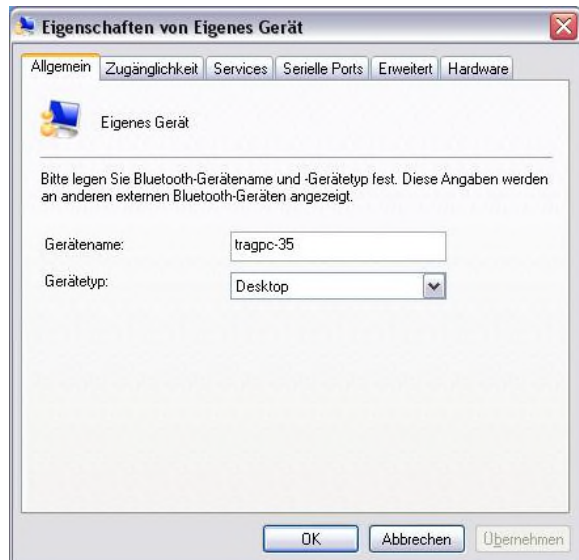 Eigenschaften von Eigenes Gerät
Allgemein Zugänglichkeit Services Serielle Ports Erweitert Hardware
Eigenes Gerät
Bitte legen Sie Bluetooth-Gerätename und -Gerätetyp fest. Diese Angaben werden
an anderen externen Bluetooth-Geräten angezeigt.
Gerätename: tragpc-35
Gerätetyp: Desktop
OK Abbrechen Übernehmen